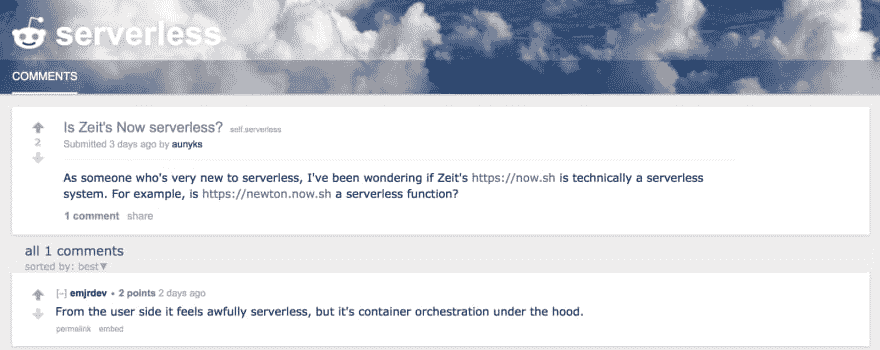 serverless
COMMENTS
Is Zeit's Now serverless? self.serverless
2
Submitted 3 days ago by aunyks
As someone who's very new to serverless, I've been wondering if Zeit's https://now.sh is technically a serverless
system. For example, is https://newton.now.sh a serverless function?
1 comment share
all 1 comments
sorted by: best▼
[–] emjrdev • 2 points 2 days ago
From the user side it feels awfully serverless, but it's container orchestration under the hood.
permalink embed